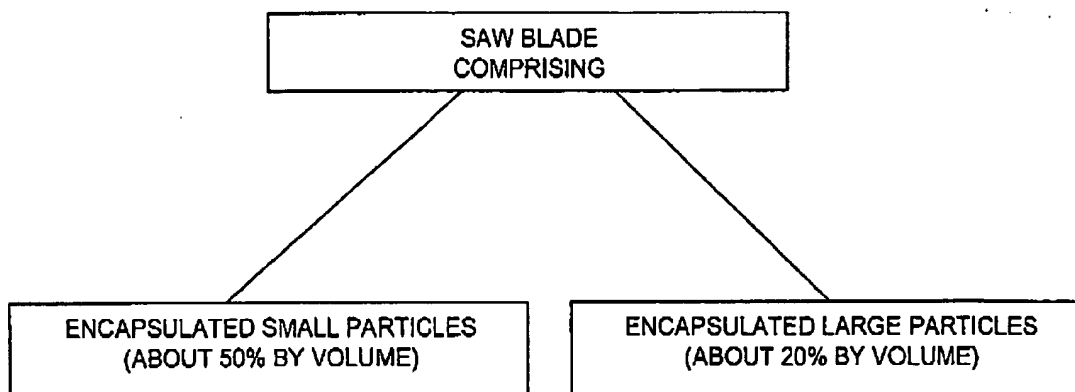 SAW BLADE
COMPRISING
ENCAPSULATED SMALL PARTICLES
(ABOUT 50% BY VOLUME)
ENCAPSULATED LARGE PARTICLES
(ABOUT 20% BY VOLUME)